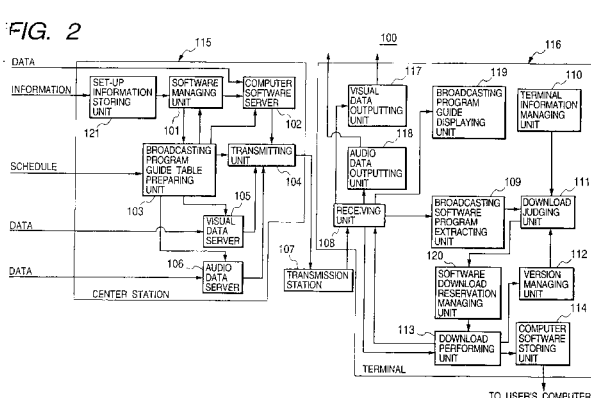 FIG. 2
100
115
116
DATA
INFORMATION
SCHEDULE
DATA
DATA
SET-UP
INFORMATION
STORING
UNIT
121
SOFTWARE
MANAGING
UNIT
101
COMPUTER
SOFTWARE
SERVER
102
BROADCASTING
PROGRAM
GUIDE TABLE
PREPARING
UNIT
103
TRANSMITTING
UNIT
104
105
VISUAL
DATA
SERVER
106
AUDIO
DATA
SERVER
CENTER STATION
107
TRANSMISSION
STATION
117
VISUAL
DATA
OUTPUTTING
UNIT
118
AUDIO
DATA
OUTPUTTING
UNIT
RECEIVING
UNIT
108
119
BROADCASTING
PROGRAM
GUIDE
DISPLAYING
UNIT
110
TERMINAL
INFORMATION
MANAGING
UNIT
109
BROADCASTING
SOFTWARE
PROGRAM
EXTRACTING
UNIT
111
DOWNLOAD
JUDGING
UNIT
120
SOFTWARE
DOWNLOAD
RESERVATION
MANAGING
UNIT
112
VERSION
MANAGING
UNIT
113
DOWNLOAD
PERFORMING
UNIT
114
COMPUTER
SOFTWARE
STORING
UNIT
TERMINAL
TO USER'S COMPUTER